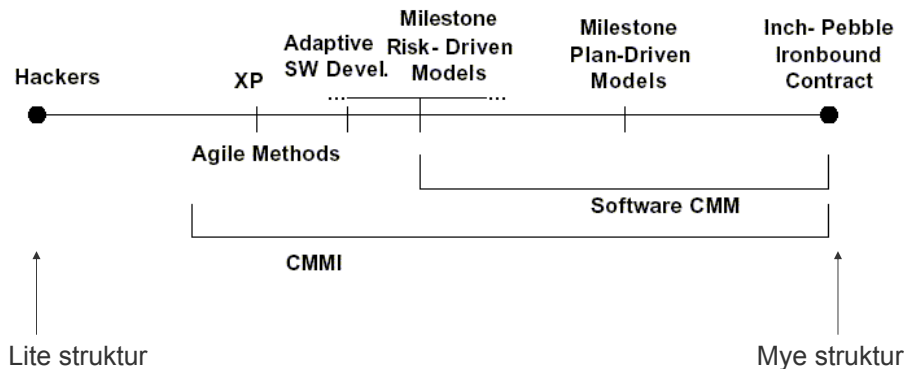 Hackers
XP
Adaptive
SW Devel.
Milestone
Risk- Driven
Models
Milestone
Plan-Driven
Models
Inch- Pebble
Ironbound
Contract
...
...
Agile Methods
Software CMM
CMMI
Lite struktur
Mye struktur